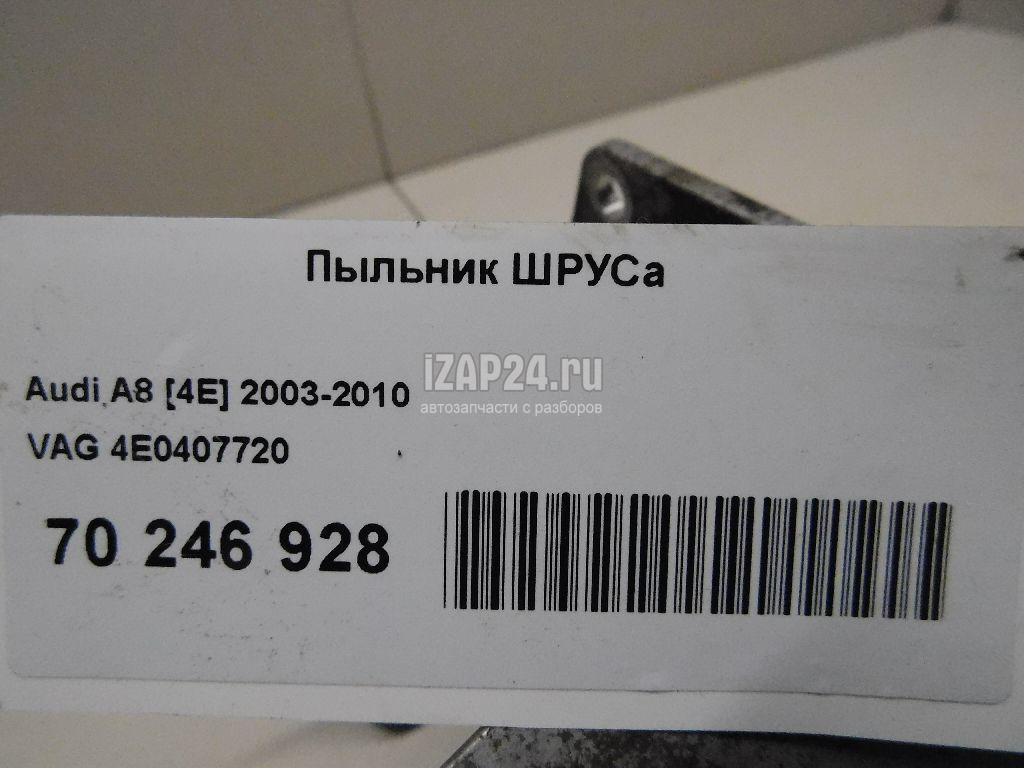 Пыльник ШРУСа
iZAP24.ru
автозапчасти с разборов
Audi A8 [4E] 2003-2010
VAG 4E0407720
70 246 928